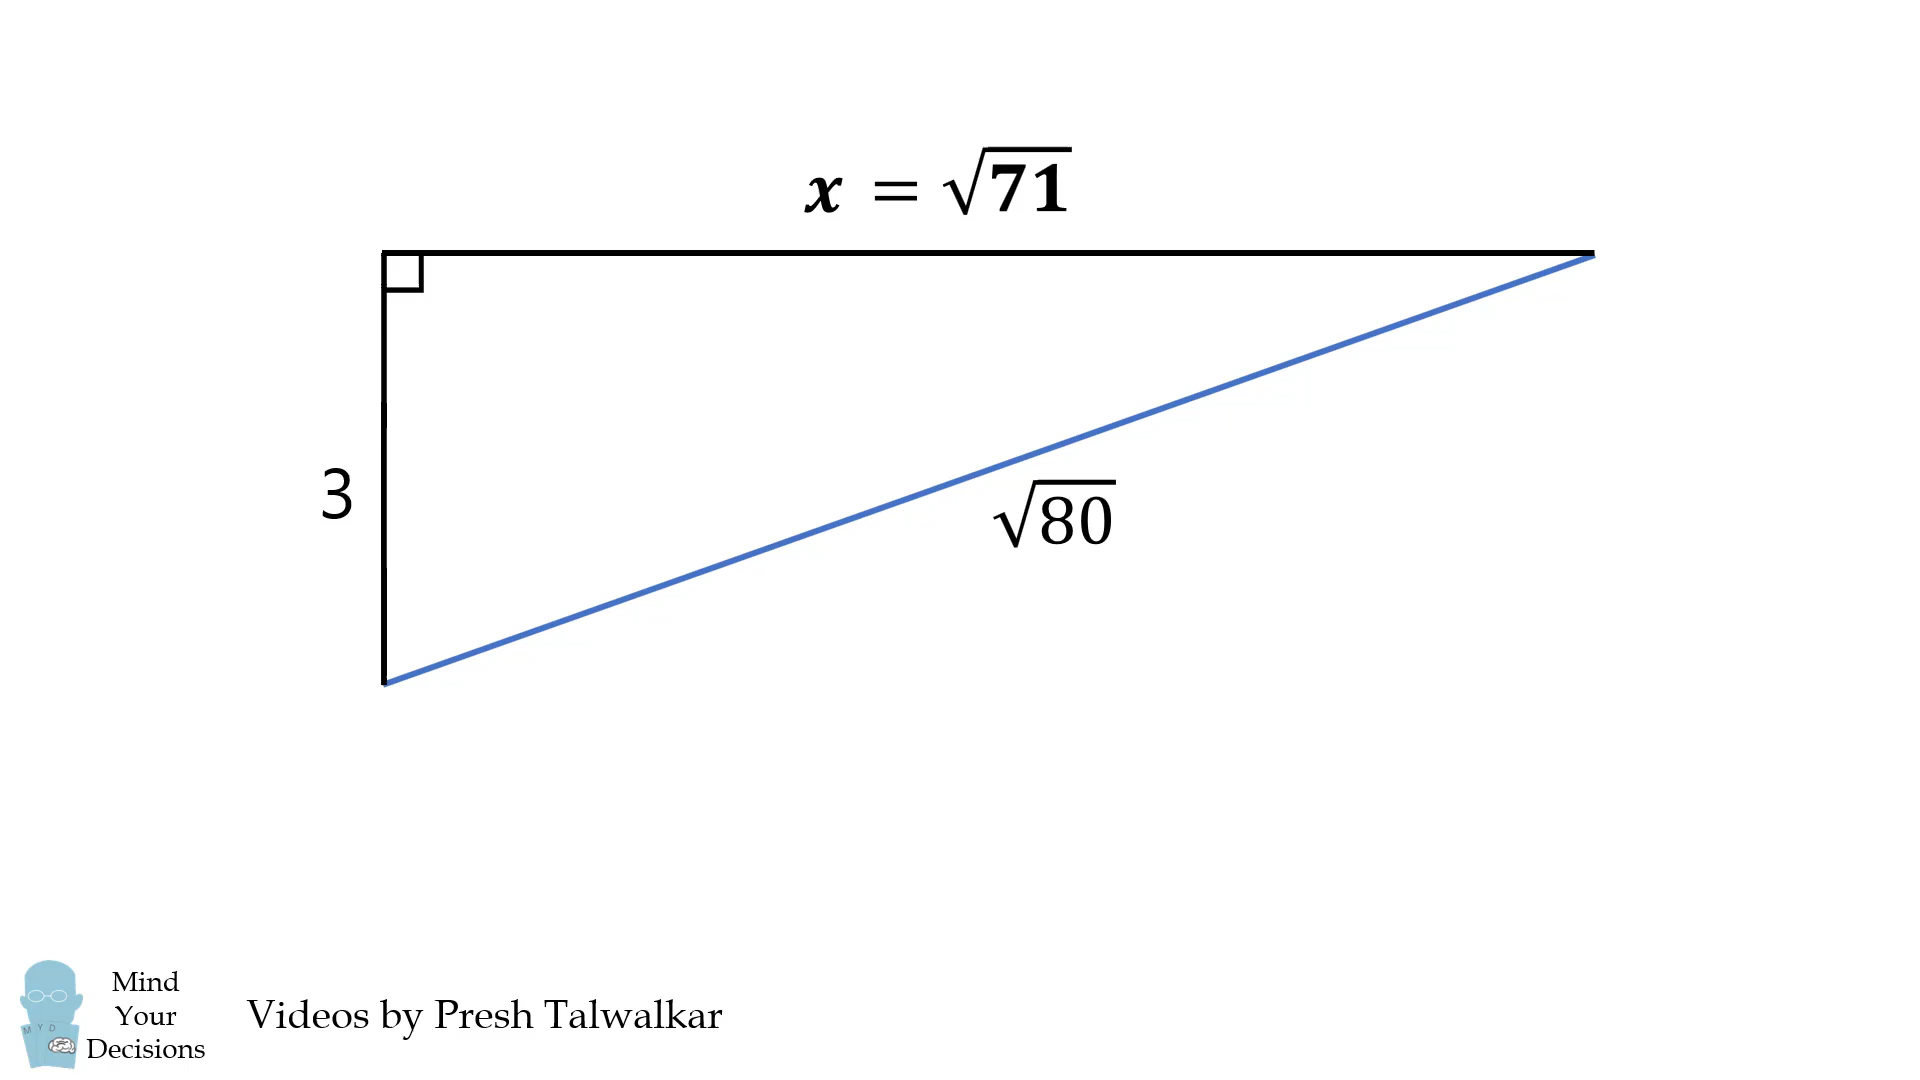 x = √71
3
√80
M Y D
Mind
Your
Decisions
Videos by Presh Talwalkar